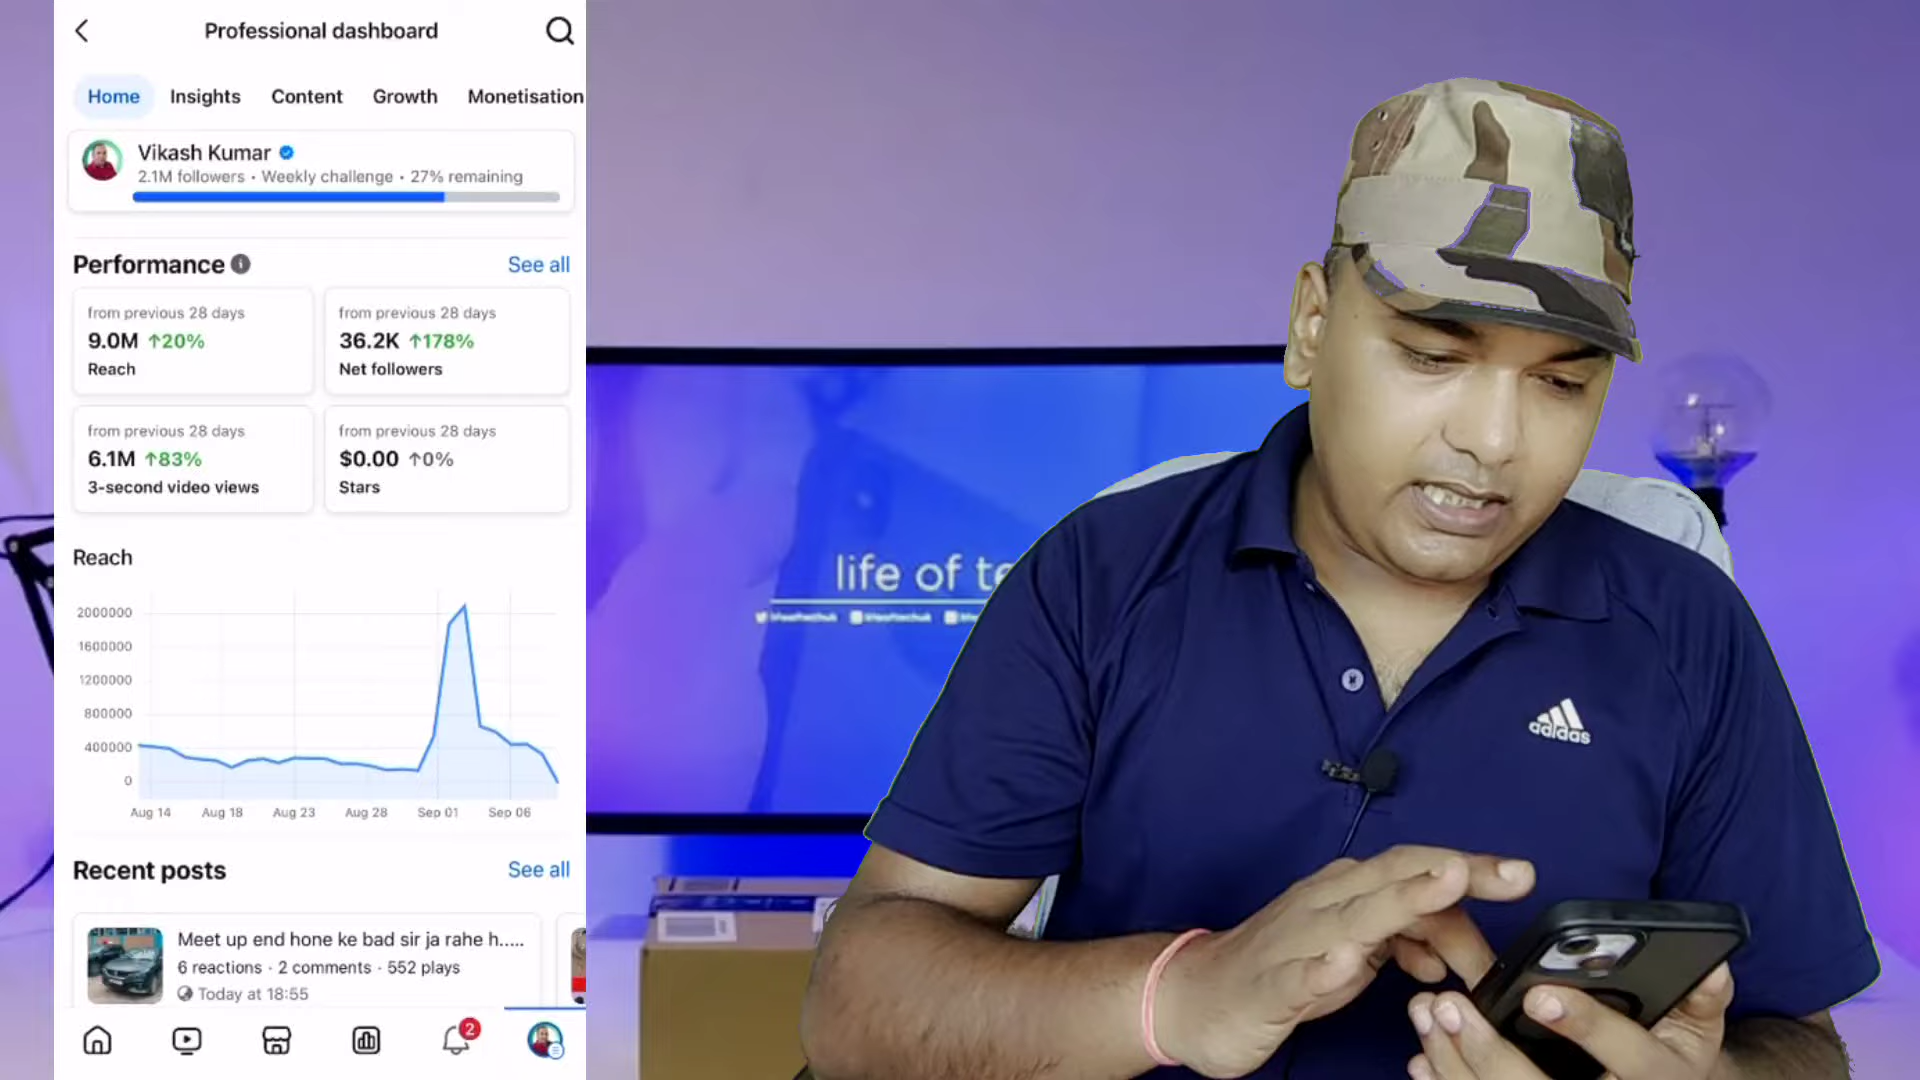 Professional dashboard
Home Insights Content Growth Monetisation
Vikash Kumar
2.1M followers • Weekly challenge • 27% remaining
Performance See all
from previous 28 days
9.0M ↑20%
Reach
from previous 28 days
36.2K ↑178%
Net followers
from previous 28 days
6.1M ↑83%
3-second video views
from previous 28 days
$0.00 ↑0%
Stars
Reach
2000000
1600000
1200000
800000
400000
0
Aug 14 Aug 18 Aug 23 Aug 28 Sep 01 Sep 06
Recent posts See all
Meet up end hone ke bad sir ja rahe h.....
6 reactions · 2 comments · 552 plays
Today at 18:55
2
life of te
adidas